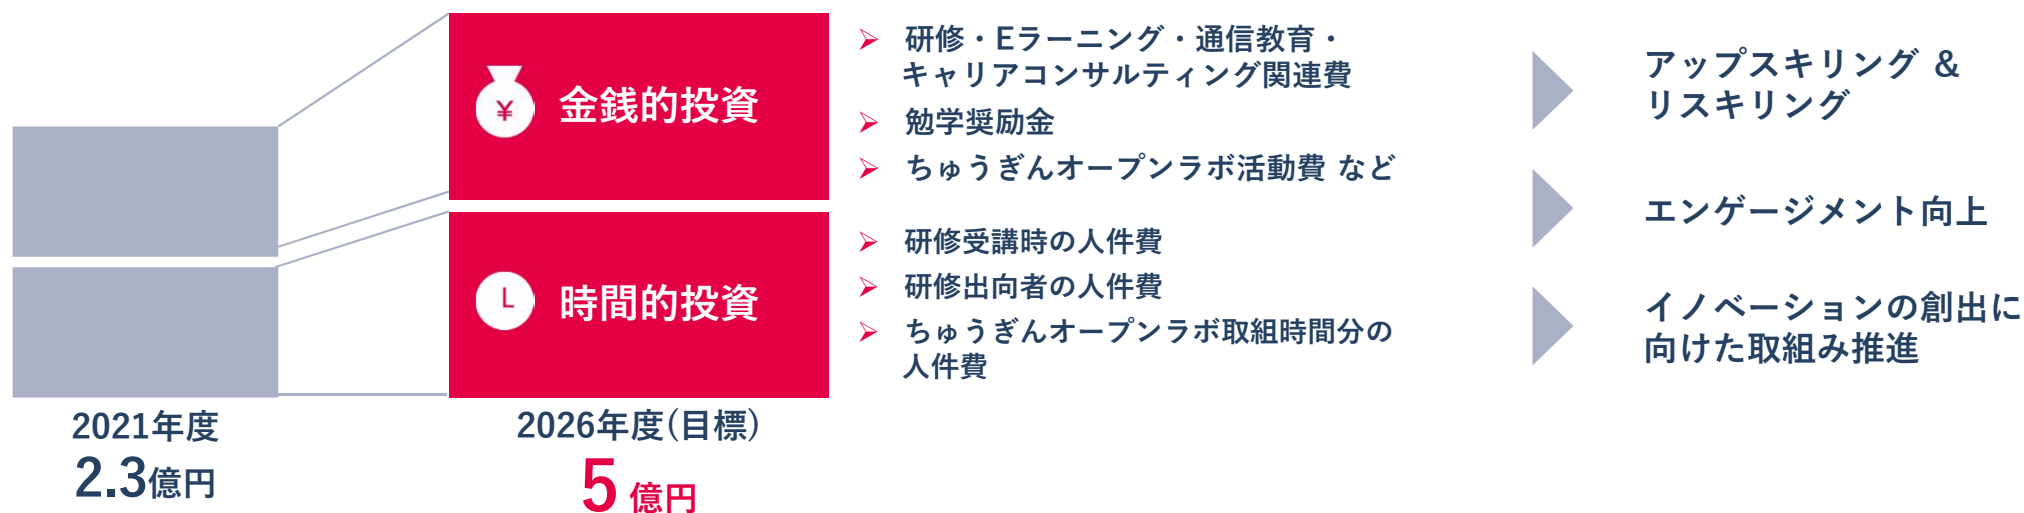 ¥
金銭的投資
L
時間的投資
2021年度
2.3億円
2026年度(目標)
5億円
➢ 研修・Eラーニング・通信教育・
キャリアコンサルティング関連費
➢ 勉学奨励金
➢ ちゅうぎんオープンラボ活動費 など
➢ 研修受講時の人件費
➢ 研修出向者の人件費
➢ ちゅうぎんオープンラボ取組時間分の
人件費
アップスキリング &
リスキリング
エンゲージメント向上
イノベーションの創出に
向けた取組み推進